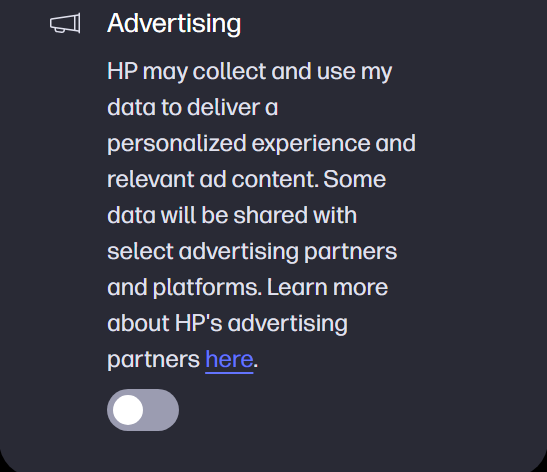 Advertising
HP may collect and use my
data to deliver a
personalized experience and
relevant ad content. Some
data will be shared with
select advertising partners
and platforms. Learn more
about HP's advertising
partners here.